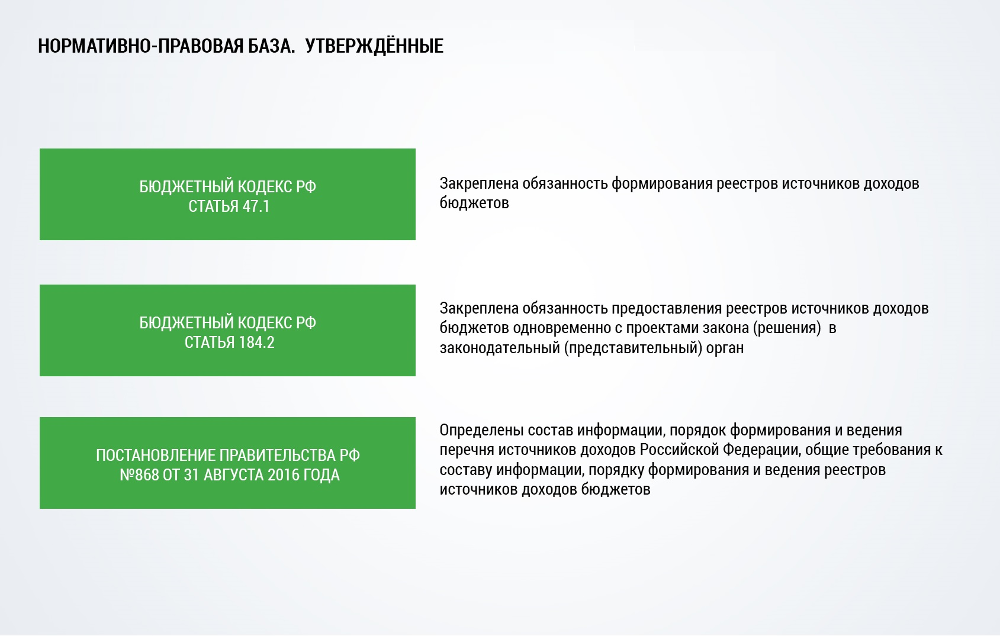 НОРМАТИВНО-ПРАВОВАЯ БАЗА.  УТВЕРЖДЁННЫЕ
БЮДЖЕТНЫЙ КОДЕКС РФ
СТАТЬЯ 47.1
Закреплена обязанность формирования реестров источников доходов
бюджетов
БЮДЖЕТНЫЙ КОДЕКС РФ
СТАТЬЯ 184.2
Закреплена обязанность предоставления реестров источников доходов
бюджетов одновременно с проектами закона (решения)  в
законодательный (представительный) орган
ПОСТАНОВЛЕНИЕ ПРАВИТЕЛЬСТВА РФ
№868 ОТ 31 АВГУСТА 2016 ГОДА
Определены состав информации, порядок формирования и ведения
перечня источников доходов Российской Федерации, общие требования к
составу информации, порядку формирования и ведения реестров
источников доходов бюджетов